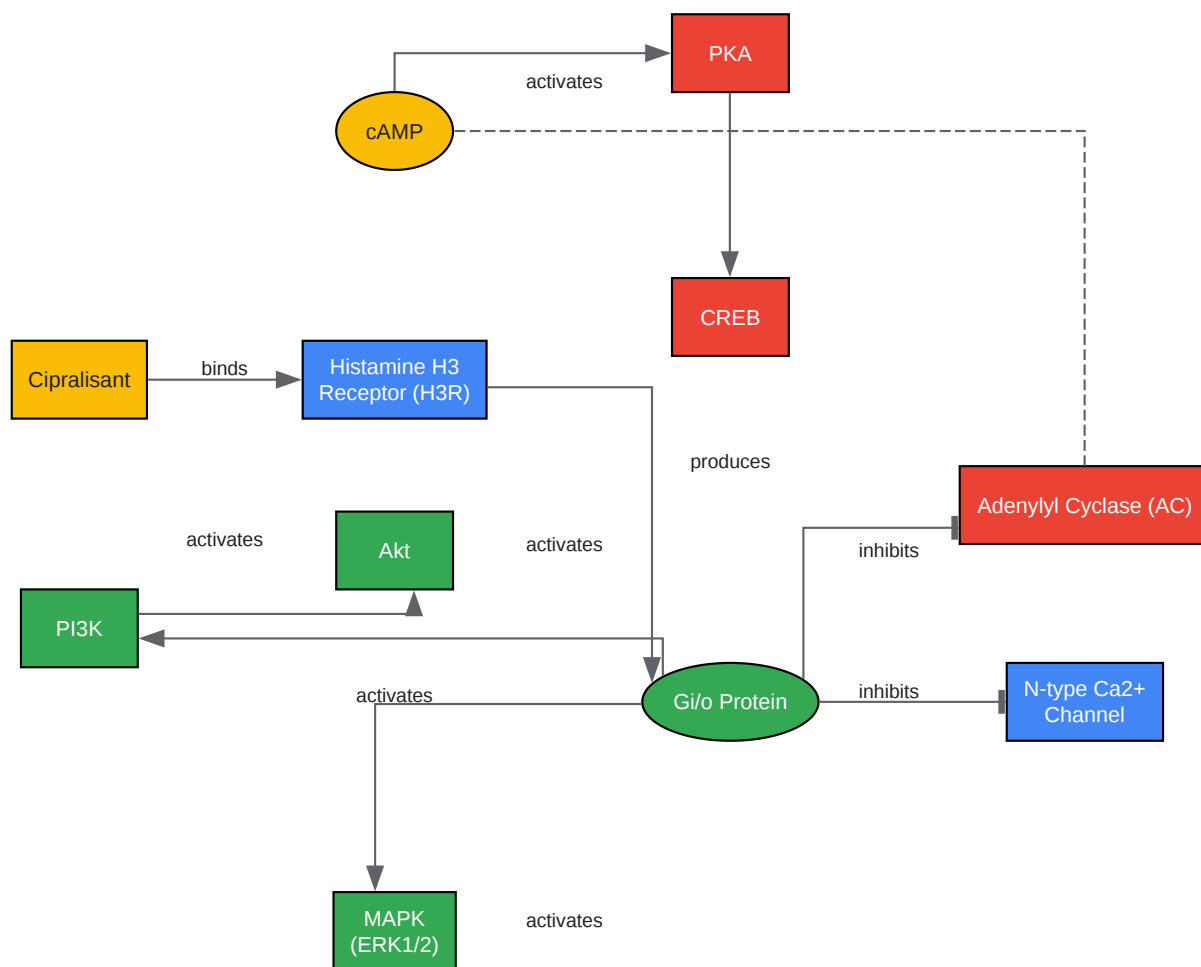 PKA
activates
cAMP
CREB
Cipralisant
binds
Histamine H3
Receptor (H3R)
produces
Adenylyl Cyclase (AC)
activates
Akt
activates
inhibits
PI3K
activates
Gi/o Protein
inhibits
N-type Ca2+
Channel
MAPK
(ERK1/2)
activates